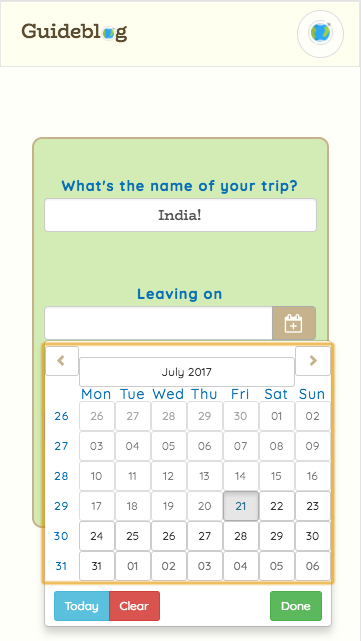 Guideblog
What's the name of your trip?
India!
Leaving on
July 2017
Mon Tue Wed Thu Fri Sat Sun
26 26 27 28 29 30 01 02
27 03 04 05 06 07 08 09
28 10 11 12 13 14 15 16
29 17 18 19 20 21 22 23
30 24 25 26 27 28 29 30
31 31 01 02 03 04 05 06
Today Clear Done